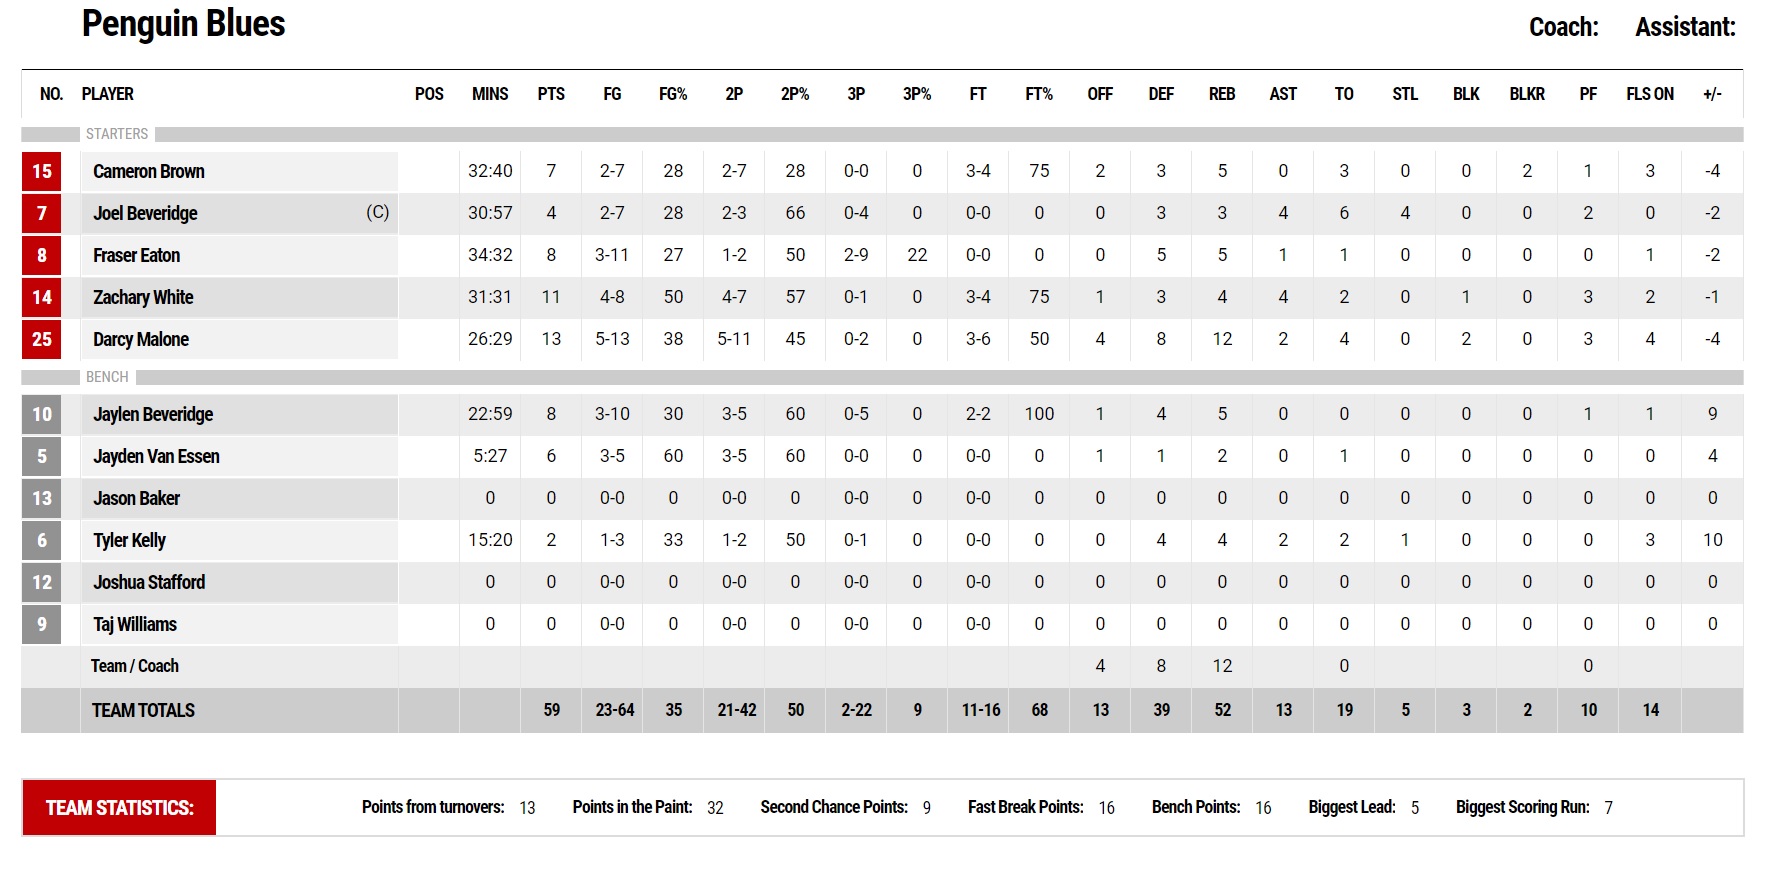 Penguin Blues Coach: Assistant:
NO. PLAYER POS MINS PTS FG FG% 2P 2P% 3P 3P% FT FT% OFF DEF REB AST TO STL BLK BLKR PF FLS ON +/-
STARTERS
15 Cameron Brown 32:40 7 2-7 28 2-7 28 0-0 0 3-4 75 2 3 5 0 3 0 0 2 1 3 -4
7 Joel Beveridge (C) 30:57 4 2-7 28 2-3 66 0-4 0 0-0 0 0 3 3 4 6 4 0 0 2 0 -2
8 Fraser Eaton 34:32 8 3-11 27 1-2 50 2-9 22 0-0 0 0 5 5 1 1 0 0 0 0 1 -2
14 Zachary White 31:31 11 4-8 50 4-7 57 0-1 0 3-4 75 1 3 4 4 2 0 1 0 3 2 -1
25 Darcy Malone 26:29 13 5-13 38 5-11 45 0-2 0 3-6 50 4 8 12 2 4 0 2 0 3 4 -4
BENCH
10 Jaylen Beveridge 22:59 8 3-10 30 3-5 60 0-5 0 2-2 100 1 4 5 0 0 0 0 0 1 1 9
5 Jayden Van Essen 5:27 6 3-5 60 3-5 60 0-0 0 0-0 0 1 1 2 0 1 0 0 0 0 0 4
13 Jason Baker 0 0 0-0 0 0-0 0 0-0 0 0-0 0 0 0 0 0 0 0 0 0 0 0 0
6 Tyler Kelly 15:20 2 1-3 33 1-2 50 0-1 0 0-0 0 0 4 4 2 2 1 0 0 0 3 10
12 Joshua Stafford 0 0 0-0 0 0-0 0 0-0 0 0-0 0 0 0 0 0 0 0 0 0 0 0 0
9 Taj Williams 0 0 0-0 0 0-0 0 0-0 0 0-0 0 0 0 0 0 0 0 0 0 0 0 0
Team / Coach 4 8 12 0 0
TEAM TOTALS 59 23-64 35 21-42 50 2-22 9 11-16 68 13 39 52 13 19 5 3 2 10 14
TEAM STATISTICS: Points from turnovers: 13 Points in the Paint: 32 Second Chance Points: 9 Fast Break Points: 16 Bench Points: 16 Biggest Lead: 5 Biggest Scoring Run: 7